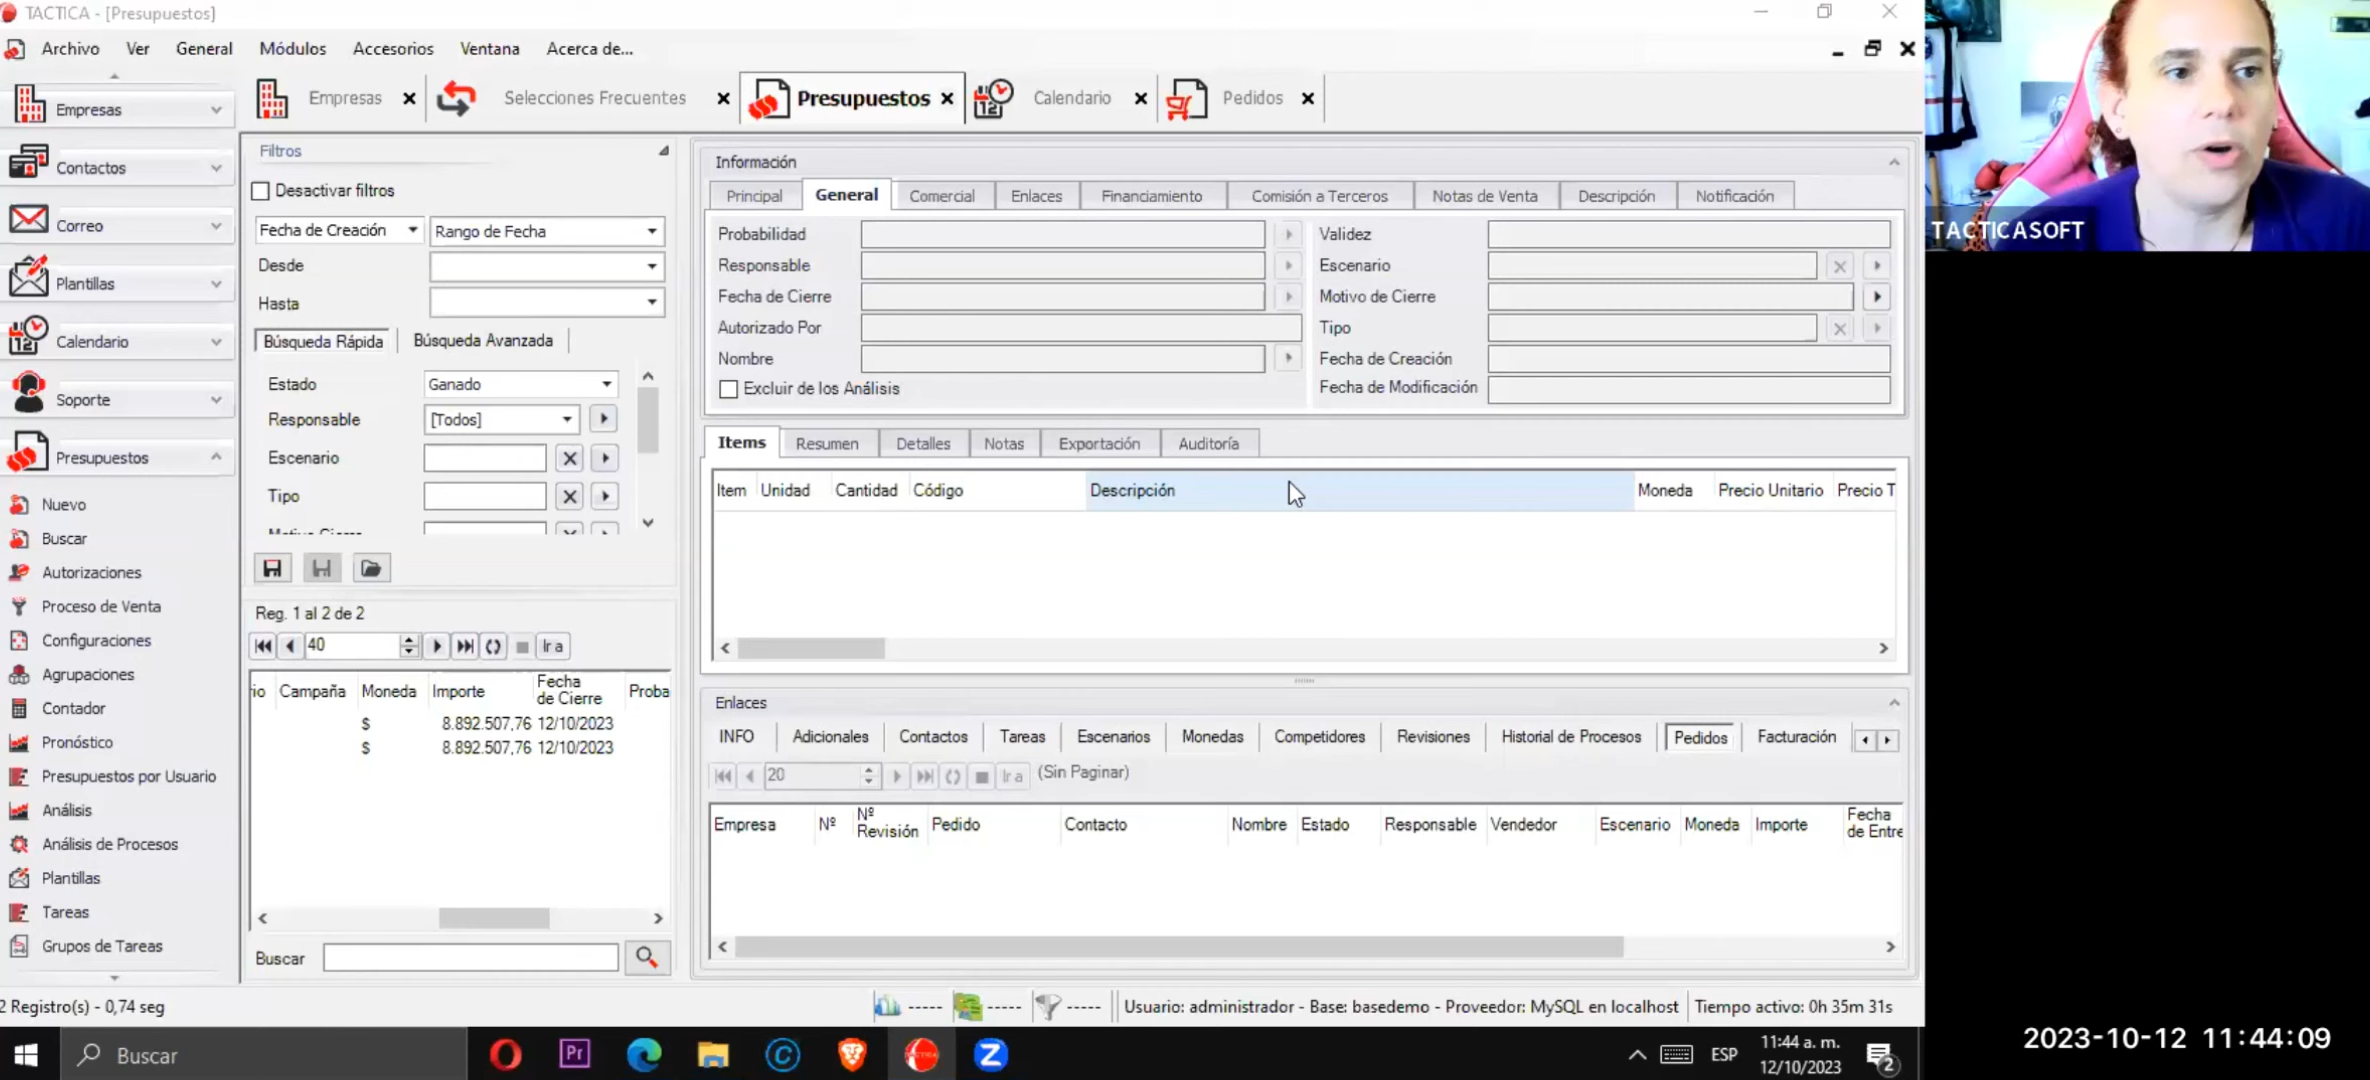 TACTICA - [Presupuestos]
Archivo Ver General Módulos Accesorios Ventana Acerca de...
Empresas
Contactos
Correo
Plantillas
Calendario
Soporte
Presupuestos
Nuevo
Buscar
Autorizaciones
Proceso de Venta
Configuraciones
Agrupaciones
Contador
Pronóstico
Presupuestos por Usuario
Análisis
Análisis de Procesos
Plantillas
Tareas
Grupos de Tareas
Empresas Selecciones Frecuentes Presupuestos Calendario Pedidos
Filtros
Desactivar filtros
Fecha de Creación Rango de Fecha
Desde
Hasta
Búsqueda Rápida Búsqueda Avanzada
Estado Ganado
Responsable [Todos]
Escenario
Tipo
Reg. 1 al 2 de 2
40 Ir a
io Campaña Moneda Importe Fecha de Cierre Proba
$ 8.892.507,76 12/10/2023
$ 8.892.507,76 12/10/2023
Buscar
Información
Principal General Comercial Enlaces Financiamiento Comisión a Terceros Notas de Venta Descripción Notificación
Probabilidad Validez
Responsable Escenario
Fecha de Cierre Motivo de Cierre
Autorizado Por Tipo
Nombre Fecha de Creación
Excluir de los Análisis Fecha de Modificación
Items Resumen Detalles Notas Exportación Auditoría
Item Unidad Cantidad Código Descripción Moneda Precio Unitario Precio T
Enlaces
INFO Adicionales Contactos Tareas Escenarios Monedas Competidores Revisiones Historial de Procesos Pedidos Facturación
20 Ir a (Sin Paginar)
Empresa Nº Nº Revisión Pedido Contacto Nombre Estado Responsable Vendedor Escenario Moneda Importe Fecha de Entre
2 Registro(s) - 0,74 seg ----- ----- ----- Usuario: administrador - Base: basedemo - Proveedor: MySQL en localhost Tiempo activo: 0h 35m 31s
Buscar
Pr
ESP
11:44 a. m.
12/10/2023
2
TACTICASOFT
2023-10-12 11:44:09